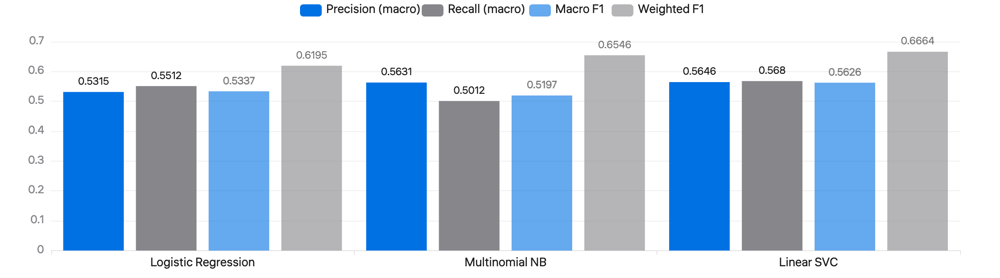 Precision (macro) Recall (macro) Macro F1 Weighted F1
0.7
0.6
0.5
0.4
0.3
0.2
0.1
0
0.5315 0.5512 0.5337 0.6195
0.5631 0.5012 0.5197 0.6546
0.5646 0.568 0.5626 0.6664
Logistic Regression Multinomial NB Linear SVC